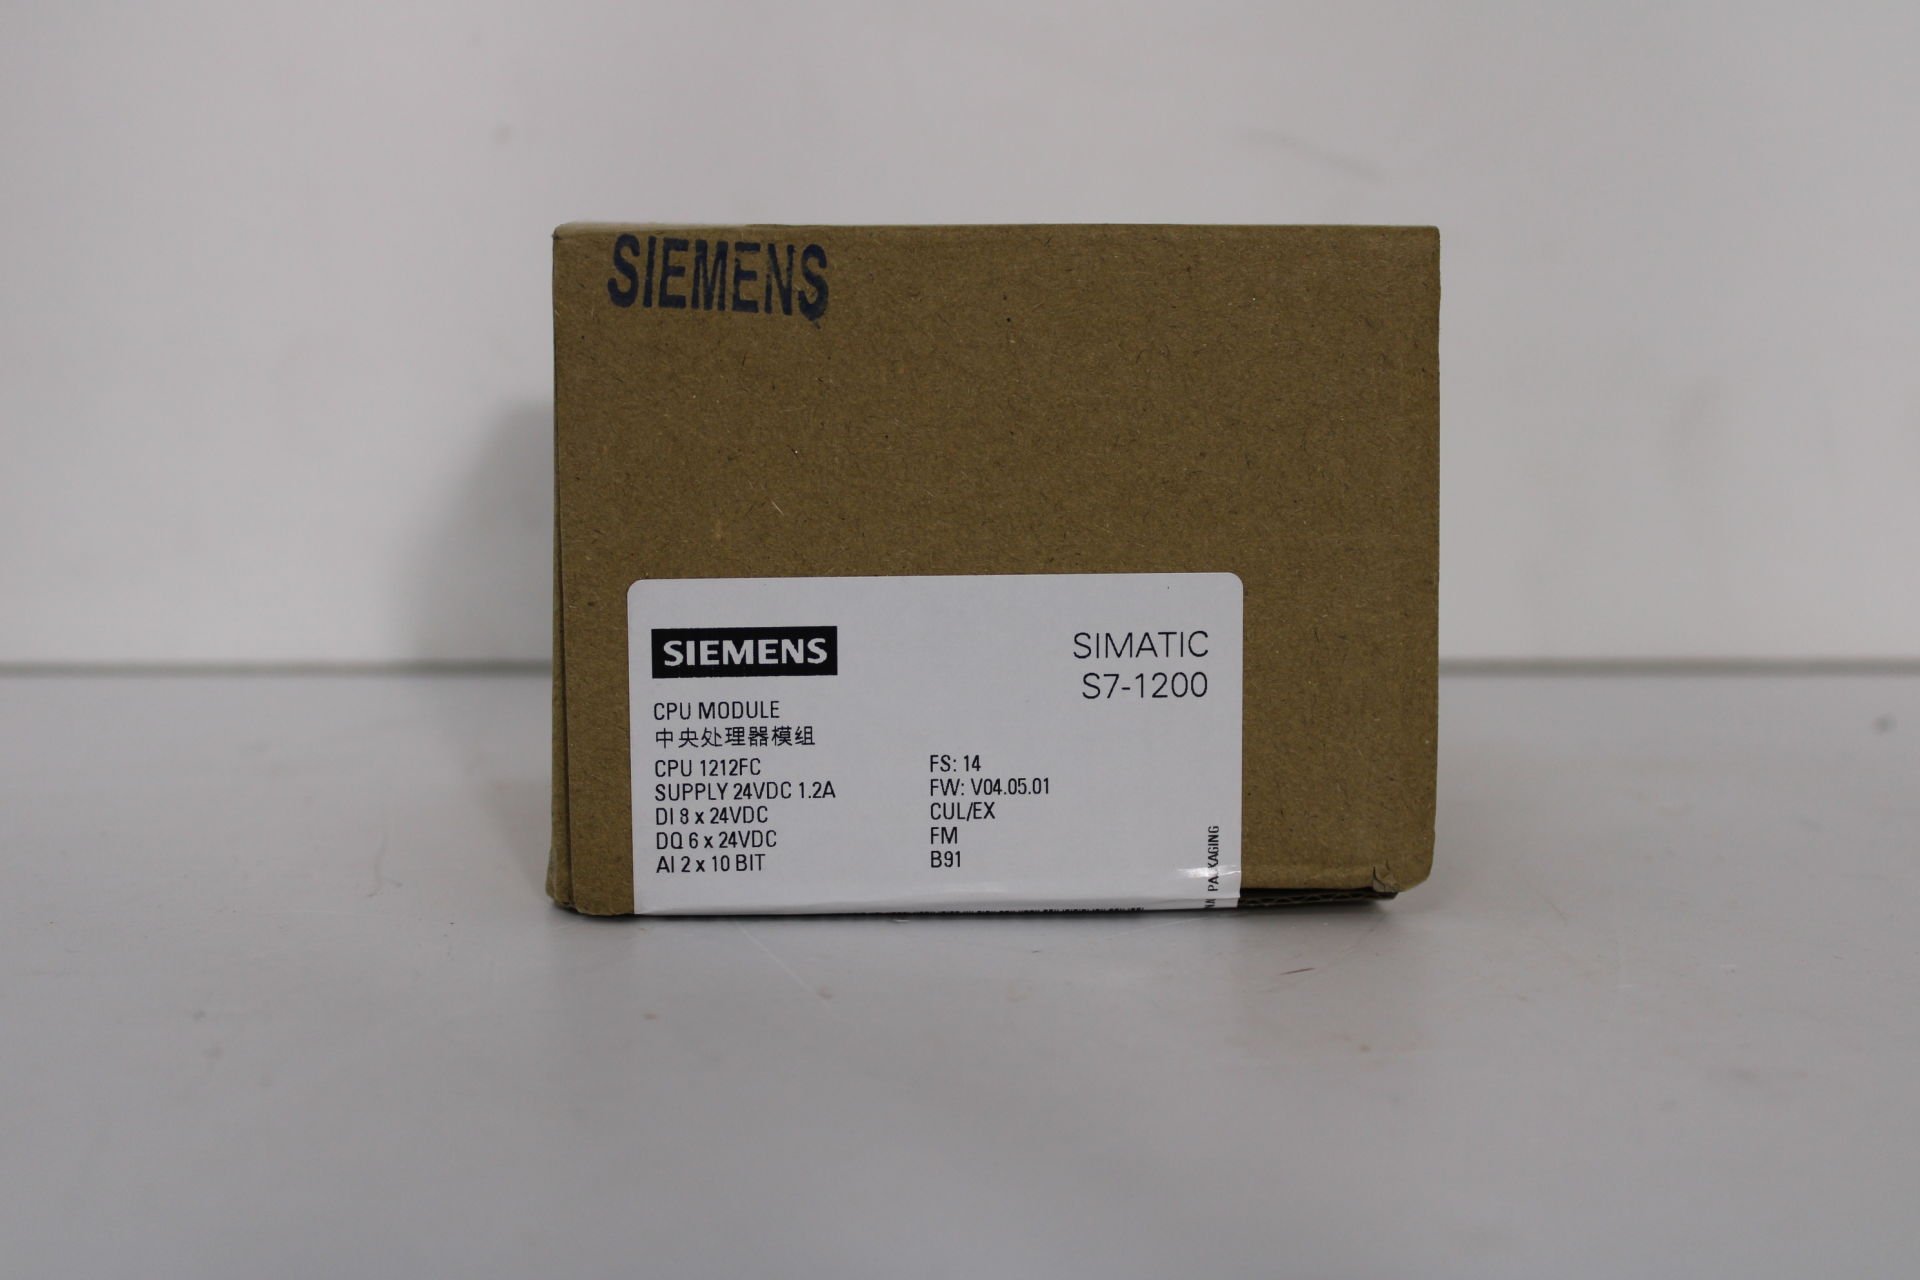 SIEMENS
SIEMENS
SIMATIC
S7-1200
CPU MODULE
中央处理器模组
CPU 1212FC
SUPPLY 24VDC 1.2A
DI 8 x 24VDC
DQ 6 x 24VDC
AI 2 x 10 BIT
FS: 14
FW: V04.05.01
CUL/EX
FM
B91
PACKAGING